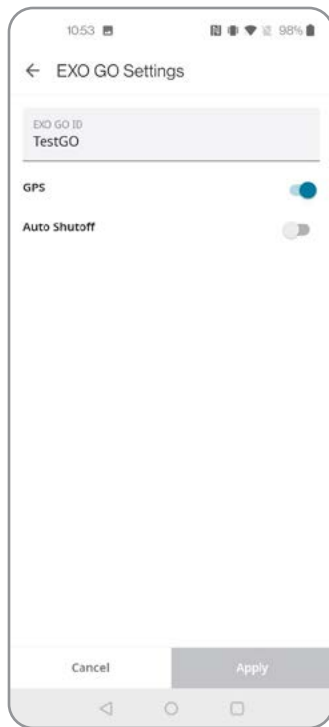 10:53 98%
EXO GO Settings
EXO GO ID
TestGO
GPS
Auto Shutoff
Cancel Apply